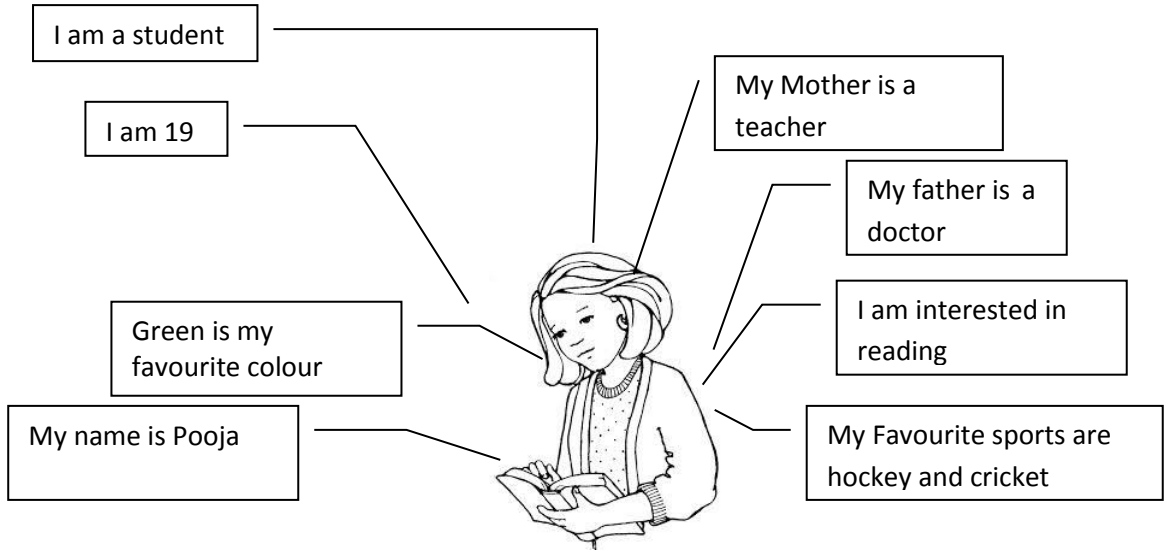 I am a student
I am 19
Green is my
favourite colour
My name is Pooja
My Mother is a
teacher
My father is a
doctor
I am interested in
reading
My Favourite sports are
hockey and cricket